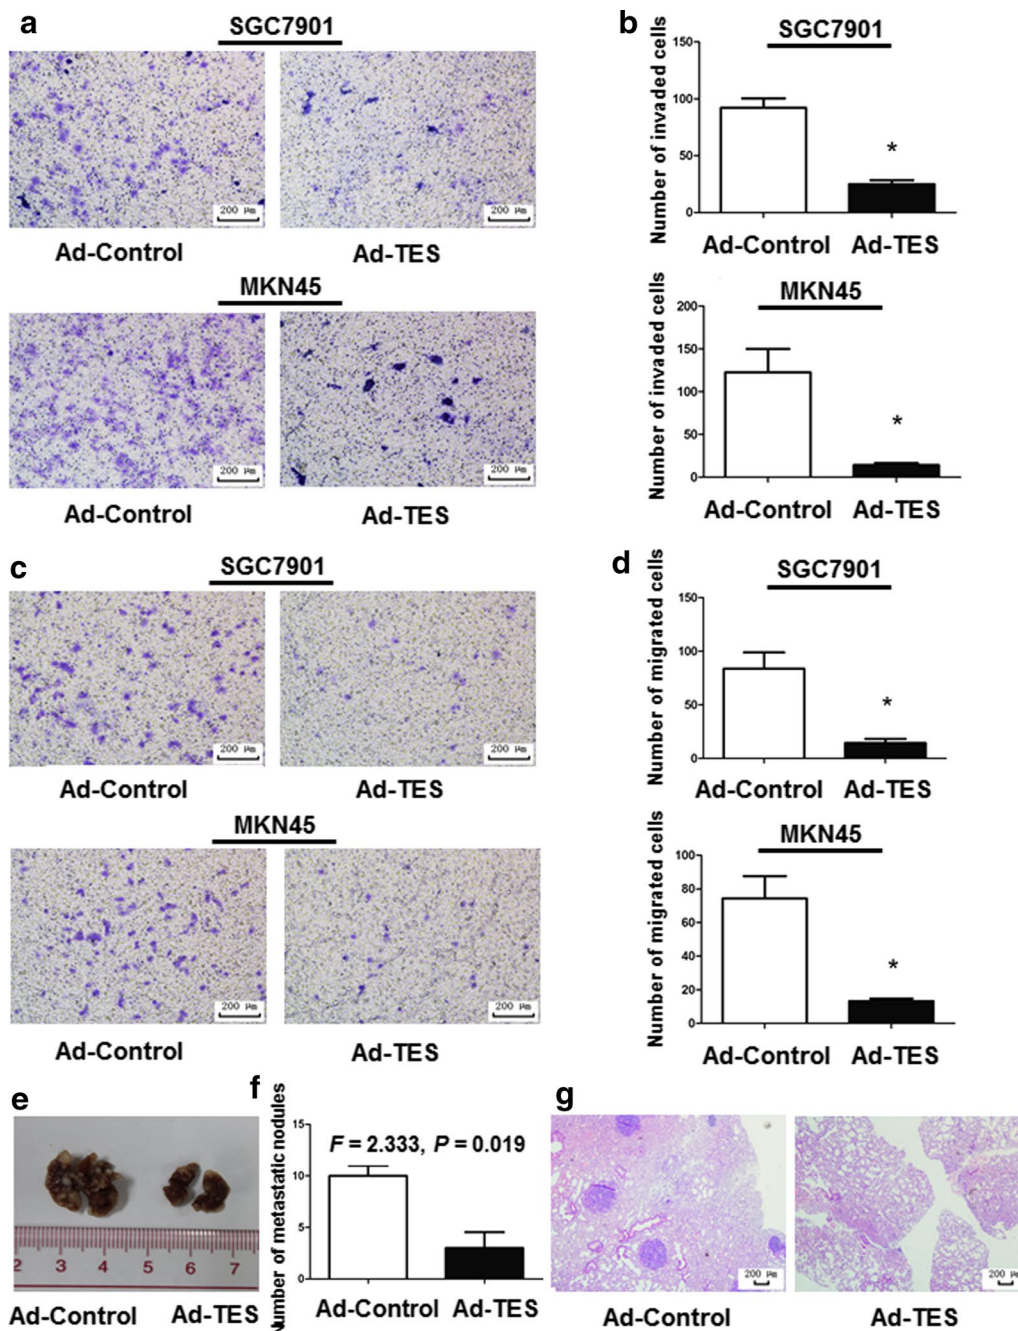 a
SGC7901
200 µm
200 µm
Ad-Control
Ad-TES
MKN45
200 µm
200 µm
Ad-Control
Ad-TES
b
SGC7901
Number of invaded cells
150
100
50
0
*
Ad-Control
Ad-TES
MKN45
Number of invaded cells
200
150
100
50
0
*
Ad-Control
Ad-TES
c
SGC7901
200 µm
200 µm
Ad-Control
Ad-TES
MKN45
200 µm
200 µm
Ad-Control
Ad-TES
d
SGC7901
Number of migrated cells
150
100
50
0
*
Ad-Control
Ad-TES
MKN45
Number of migrated cells
100
80
60
40
20
0
*
Ad-Control
Ad-TES
e
2 3 4 5 6 7
Ad-Control
Ad-TES
f
Number of metastatic nodules
15
10
5
0
F = 2.333, P = 0.019
Ad-Control
Ad-TES
g
200 µm
200 µm
Ad-Control
Ad-TES